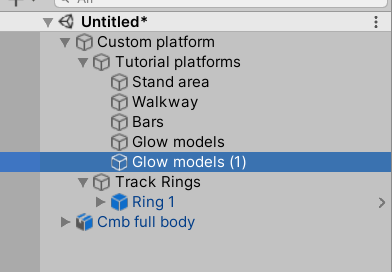 Untitled*
Custom platform
Tutorial platforms
Stand area
Walkway
Bars
Glow models
Glow models (1)
Track Rings
Ring 1
Cmb full body